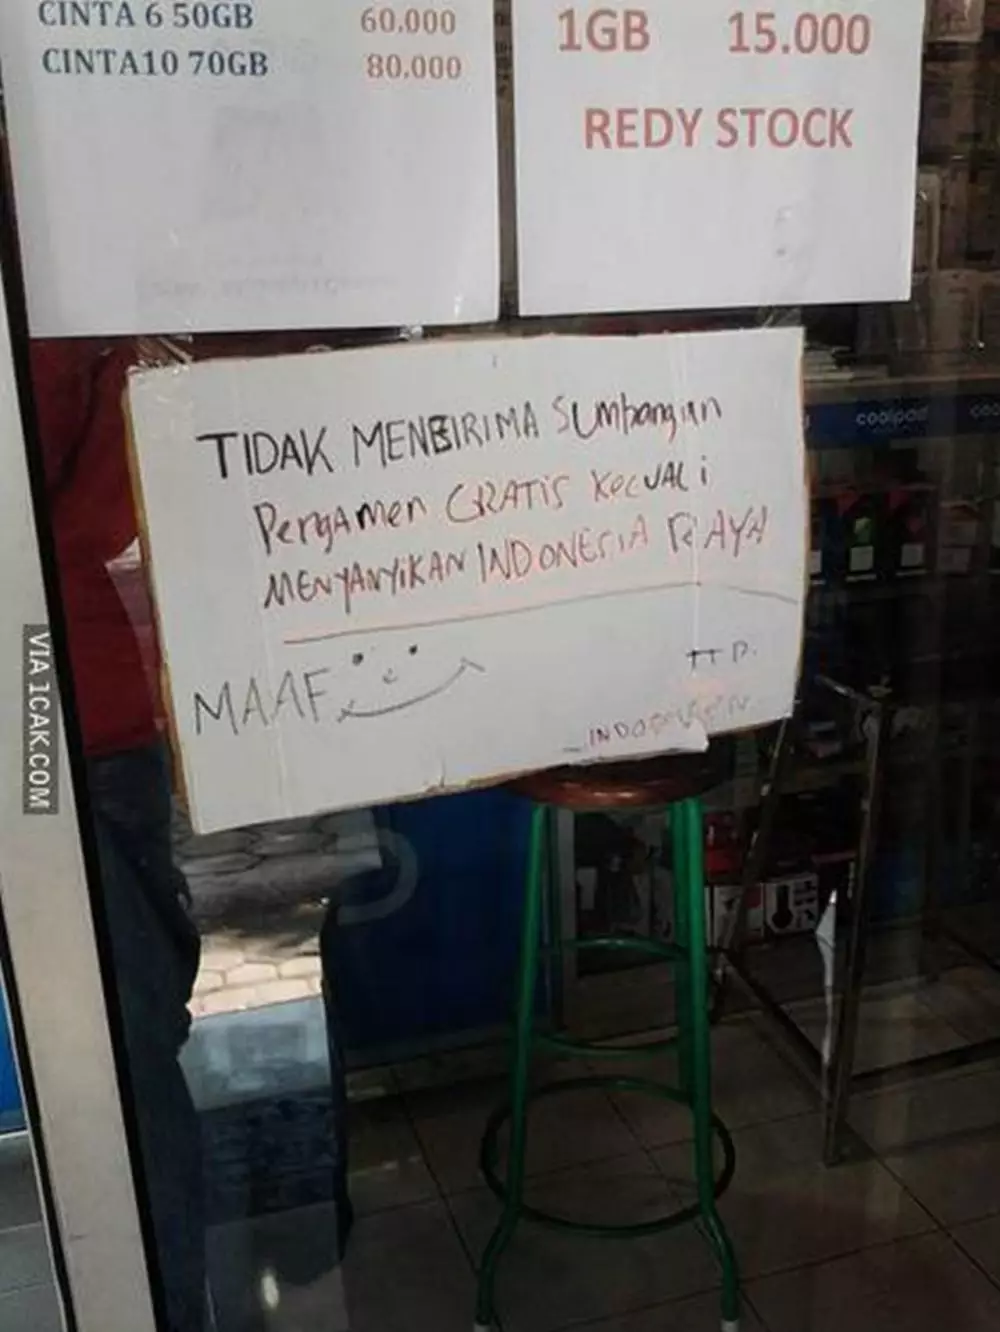 CINTA 6 50GB 60.000
CINTA10 70GB 80.000
1GB 15.000
REDY STOCK
TIDAK MENERIMA Sumbangan
PergAmen GRATIS KecUALi
MENYANYIKAN INDONESIA RAYA
MAAF
TTD.
coolpad
VIA 1CAK.COM